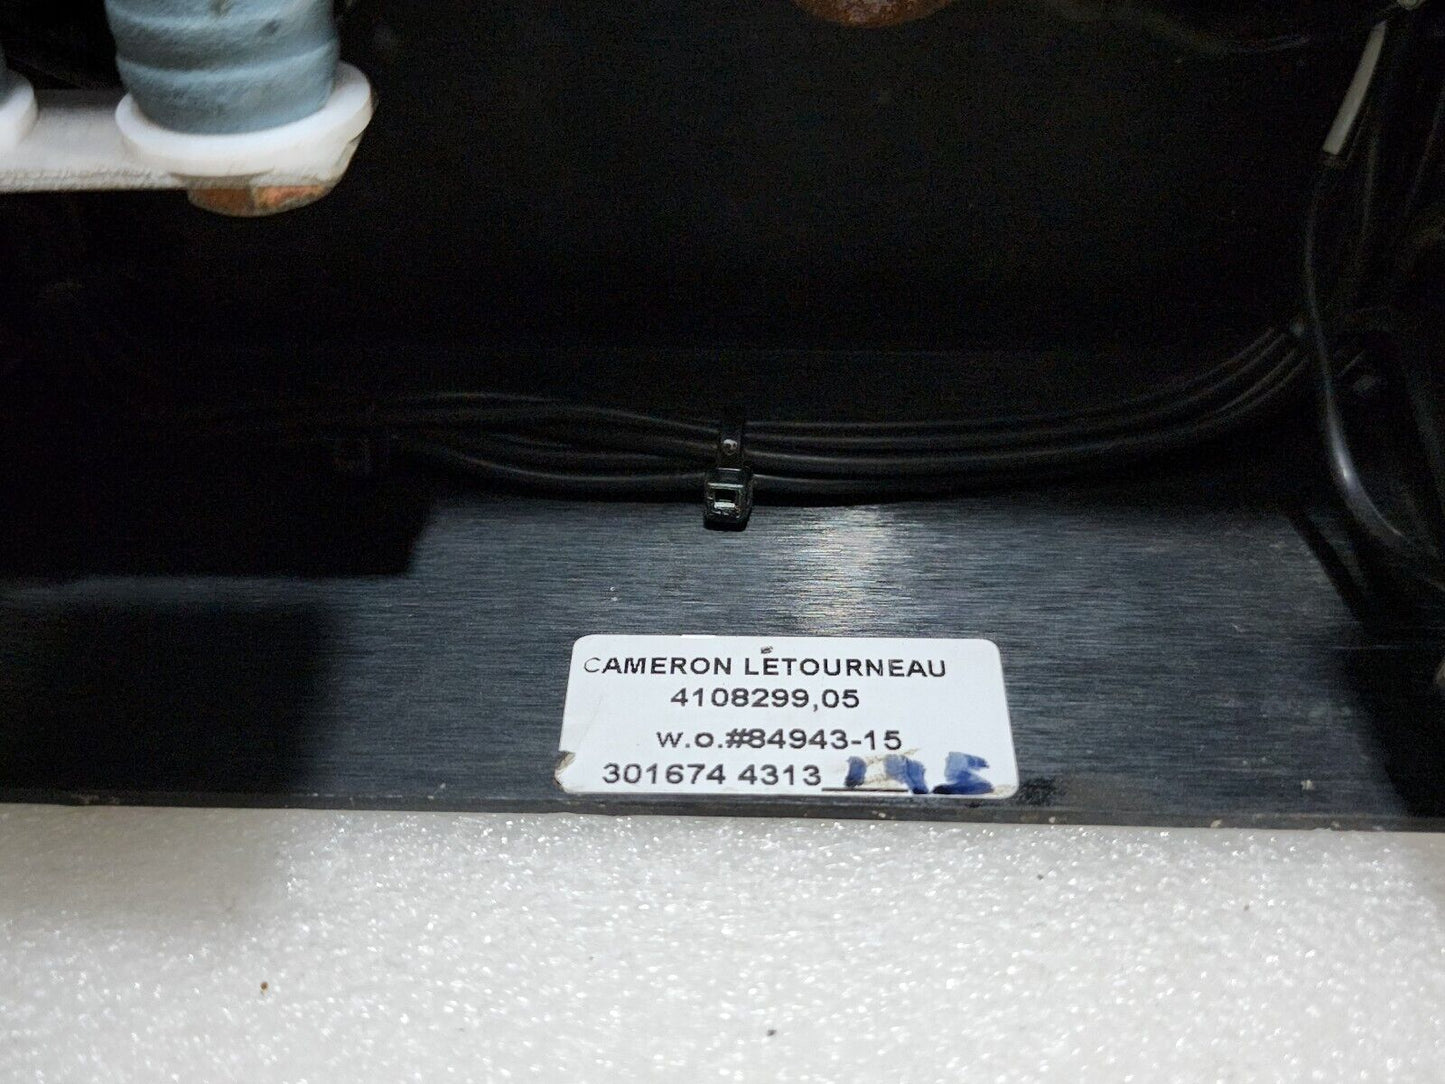 CAMERON LETOURNEAU
4108299,05
w.o.#84943-15
301674 4313